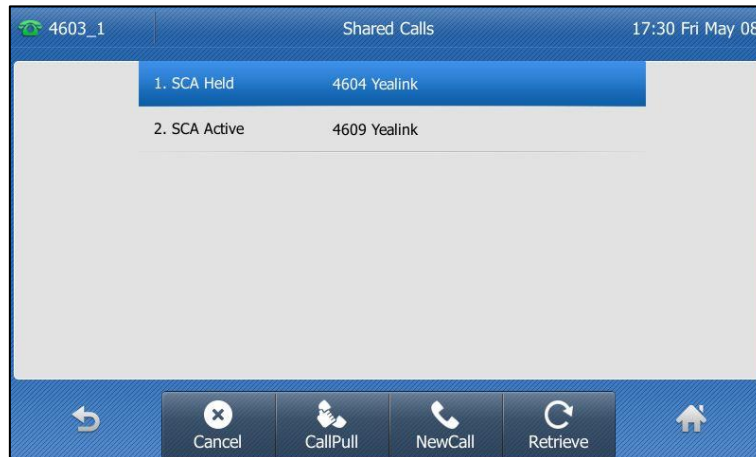 4603_1 Shared Calls 17:30 Fri May 08
1. SCA Held 4604 Yealink
2. SCA Active 4609 Yealink
Cancel CallPull NewCall Retrieve